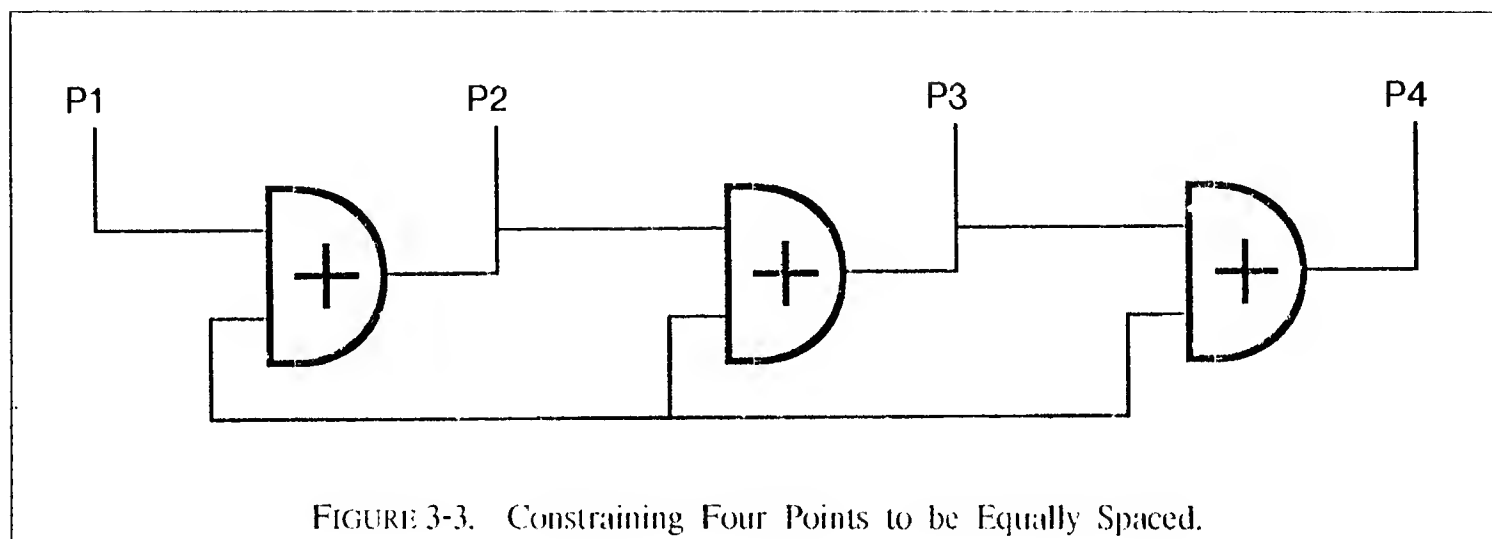 P1 P2 P3 P4
+ + +
FIGURE 3-3. Constraining Four Points to be Equally Spaced.